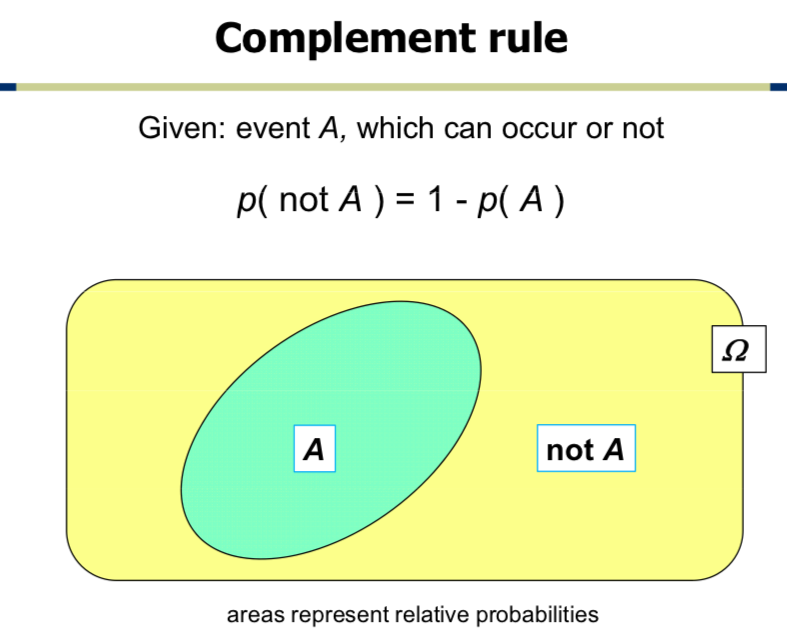 Complement rule
Given: event A, which can occur or not
p( not A ) = 1 - p( A )
Ω
A
not A
areas represent relative probabilities